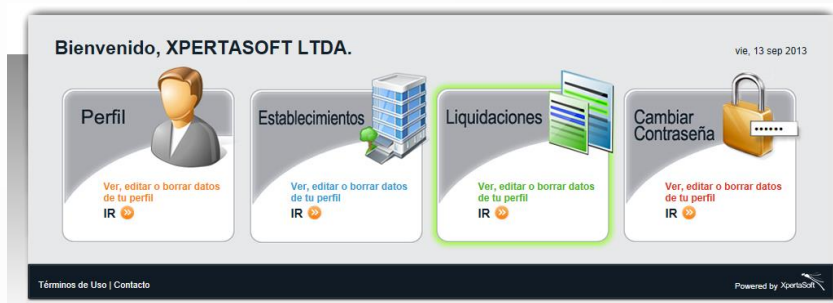 Bienvenido, XPERTASOFT LTDA.
vie, 13 sep 2013
Perfil
Ver, editar o borrar datos
de tu perfil
IR
Establecimientos
Ver, editar o borrar datos
de tu perfil
IR
Liquidaciones
Ver, editar o borrar datos
de tu perfil
IR
Cambiar
Contraseña
Ver, editar o borrar datos
de tu perfil
IR
Términos de Uso | Contacto
Powered by XpertaSoft